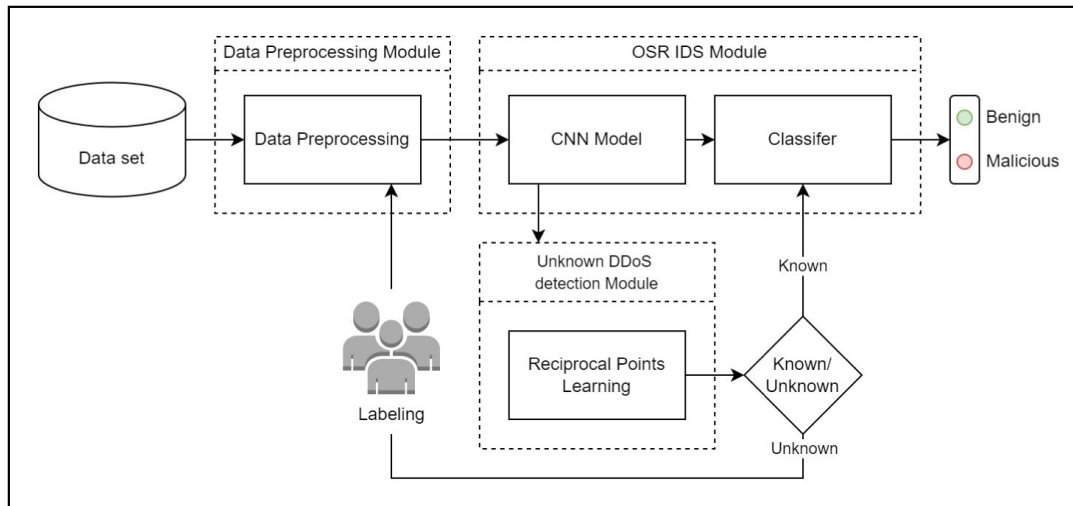 Data Preprocessing Module
OSR IDS Module
Data set
Data Preprocessing
CNN Model
Classifer
Benign
Malicious
Unknown DDoS
detection Module
Known
Reciprocal Points
Learning
Known/
Unknown
Labeling
Unknown